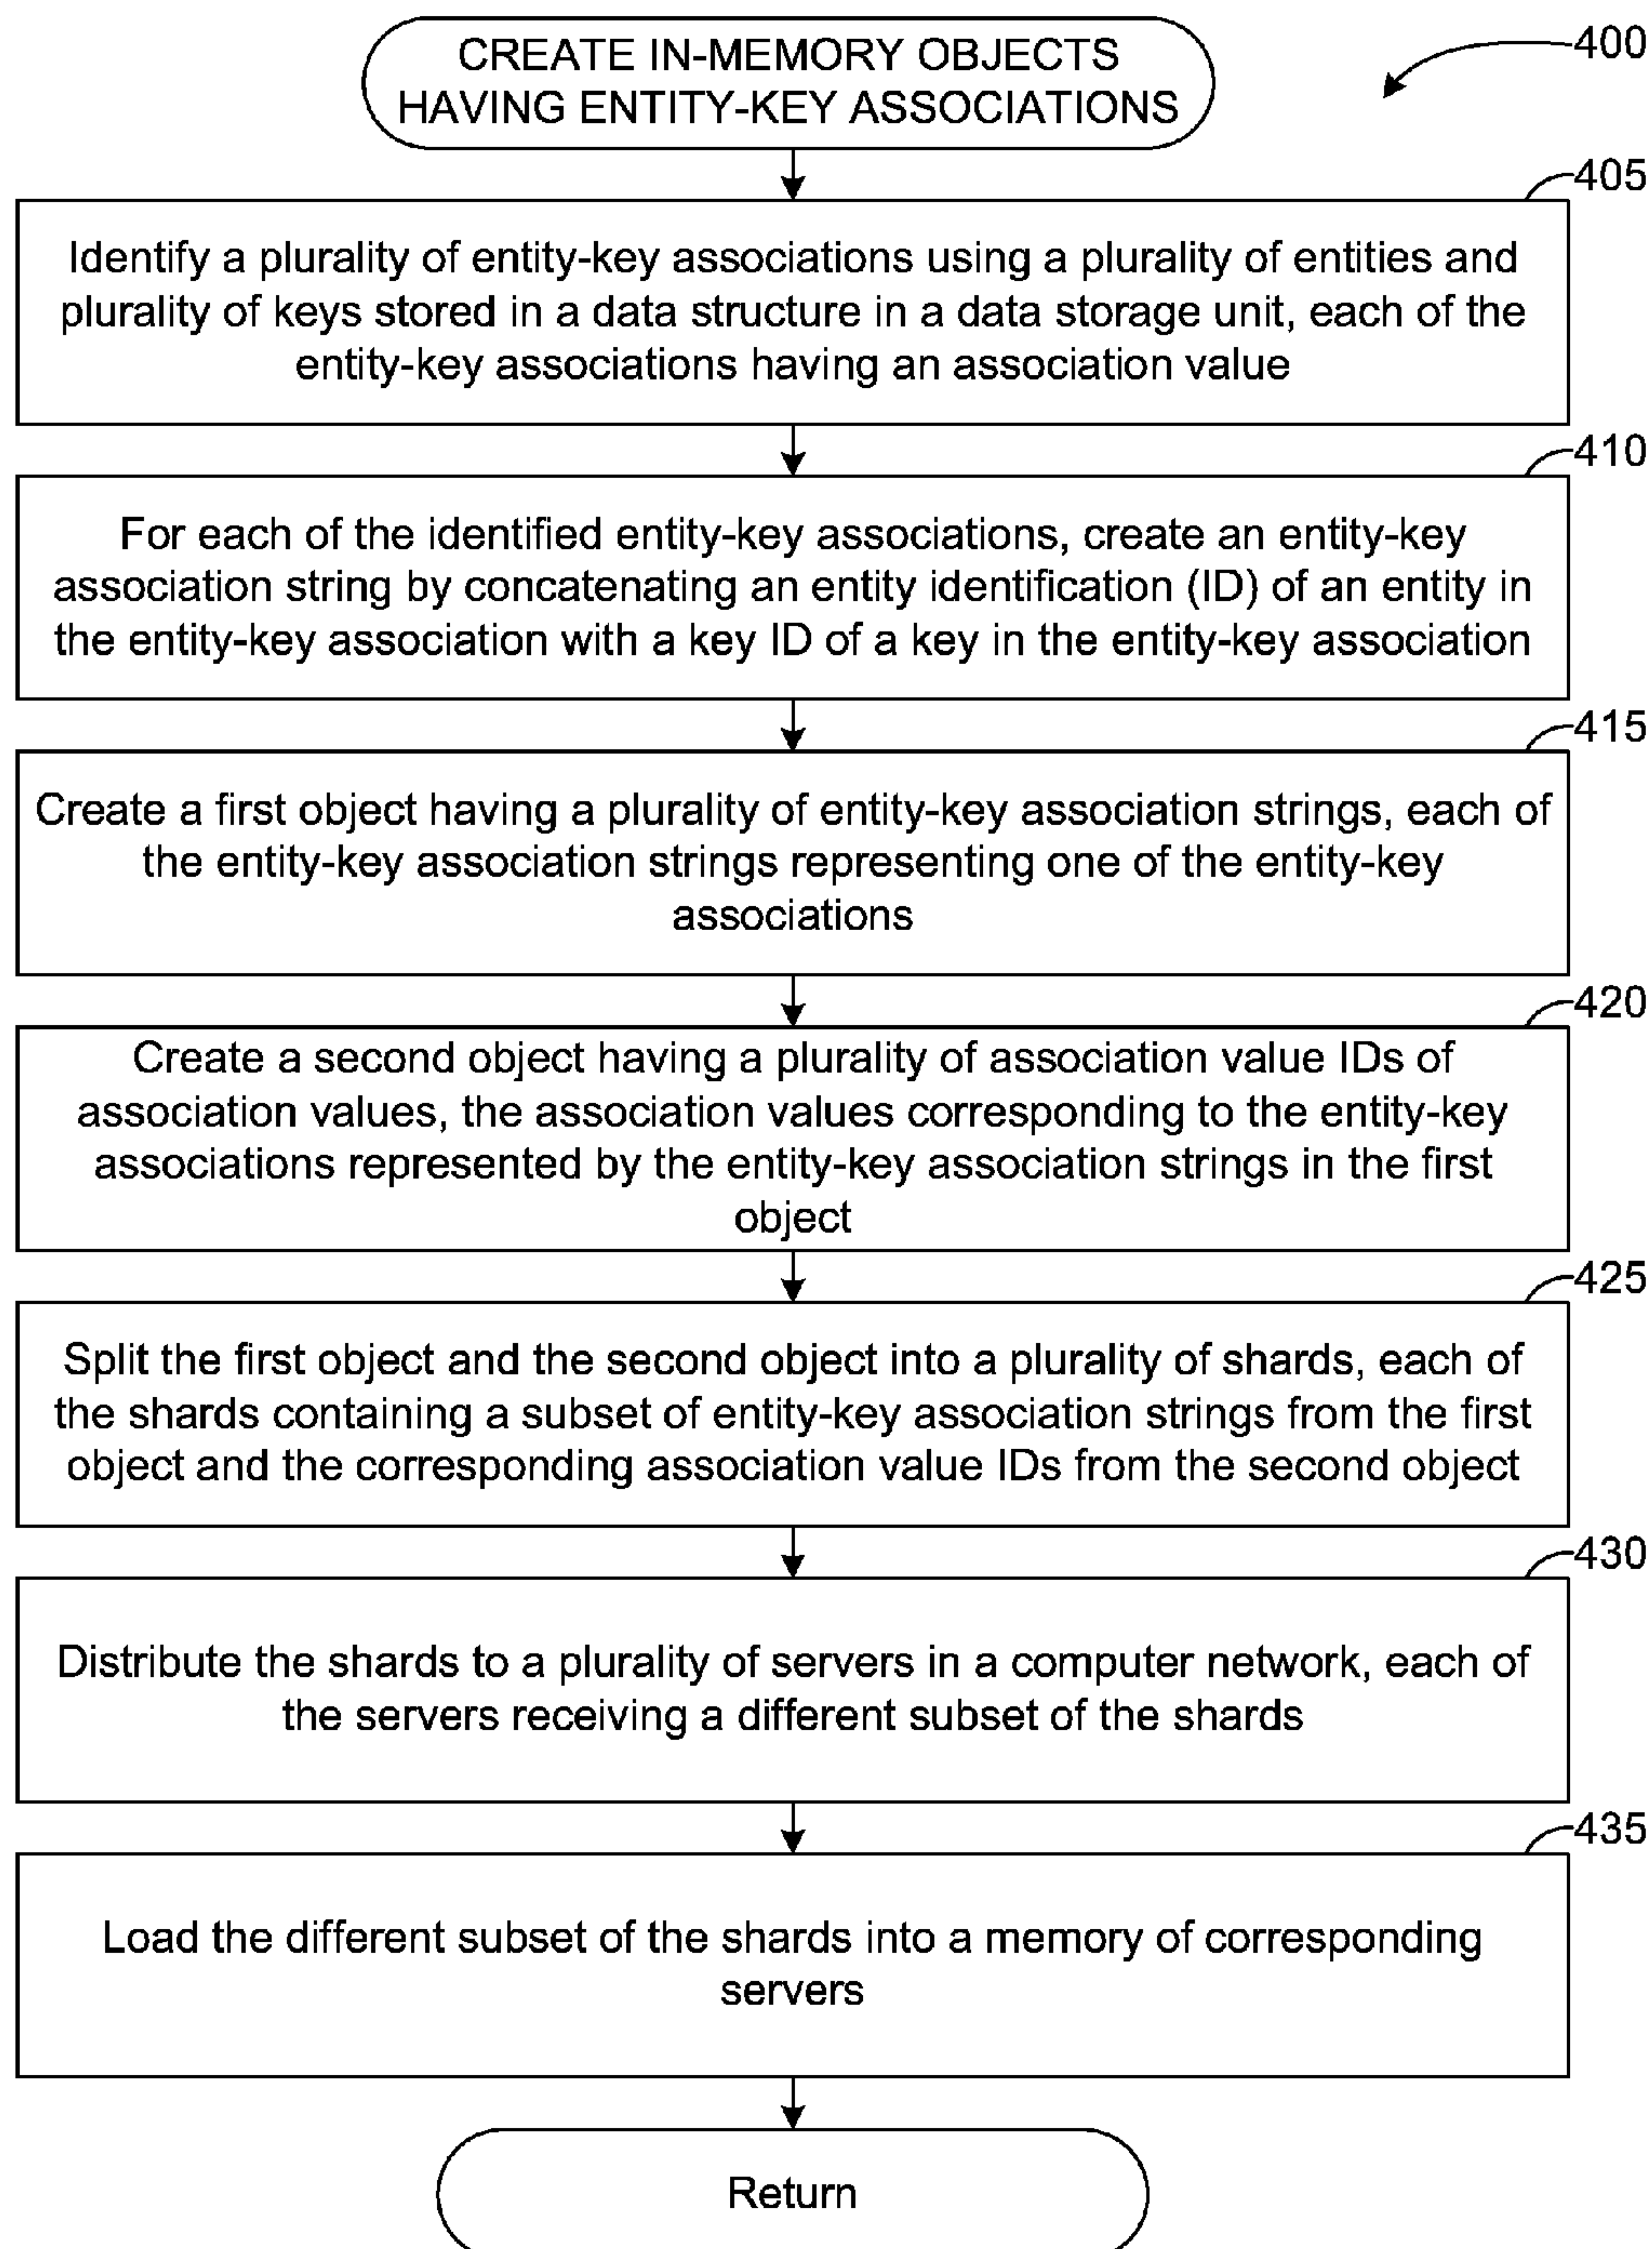 CREATE IN-MEMORY OBJECTS
HAVING ENTITY-KEY ASSOCIATIONS
400
405
Identify a plurality of entity-key associations using a plurality of entities and
plurality of keys stored in a data structure in a data storage unit, each of the
entity-key associations having an association value
410
For each of the identified entity-key associations, create an entity-key
association string by concatenating an entity identification (ID) of an entity in
the entity-key association with a key ID of a key in the entity-key association
415
Create a first object having a plurality of entity-key association strings, each of
the entity-key association strings representing one of the entity-key
associations
420
Create a second object having a plurality of association value IDs of
association values, the association values corresponding to the entity-key
associations represented by the entity-key association strings in the first
object
425
Split the first object and the second object into a plurality of shards, each of
the shards containing a subset of entity-key association strings from the first
object and the corresponding association value IDs from the second object
430
Distribute the shards to a plurality of servers in a computer network, each of
the servers receiving a different subset of the shards
435
Load the different subset of the shards into a memory of corresponding
servers
Return